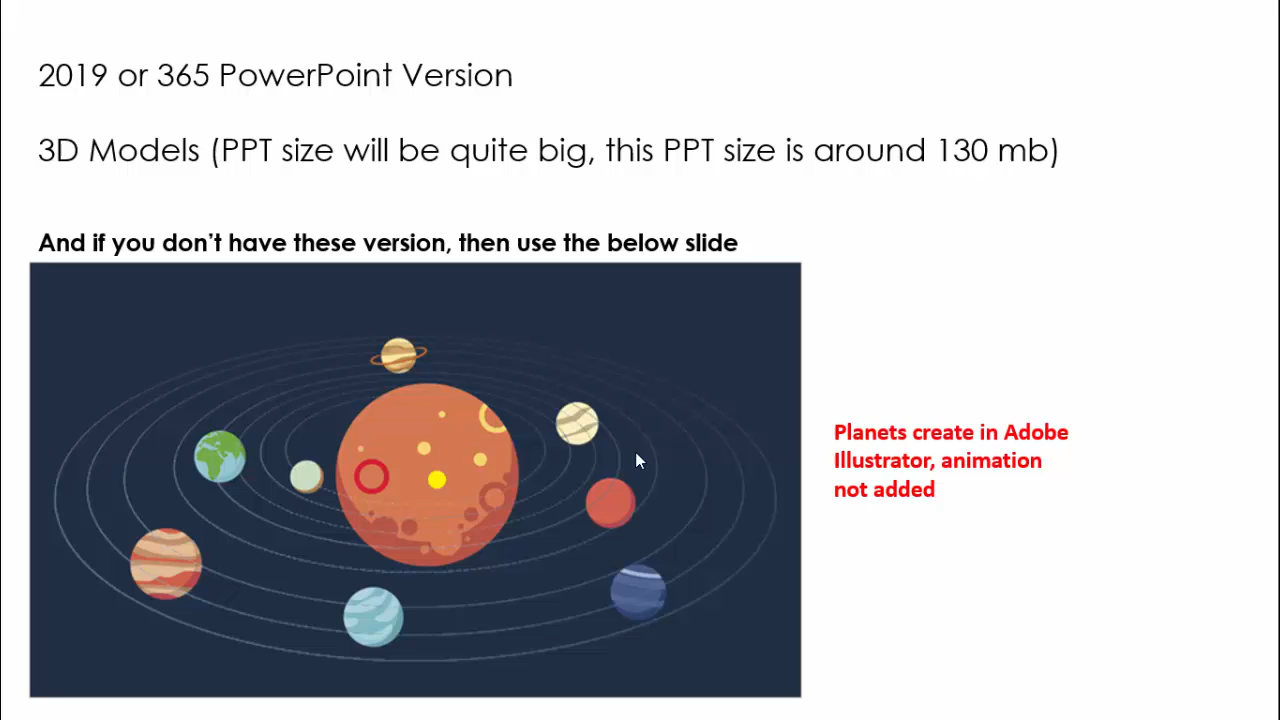 2019 or 365 PowerPoint Version
3D Models (PPT size will be quite big, this PPT size is around 130 mb)
And if you don’t have these version, then use the below slide
Planets create in Adobe
Illustrator, animation
not added